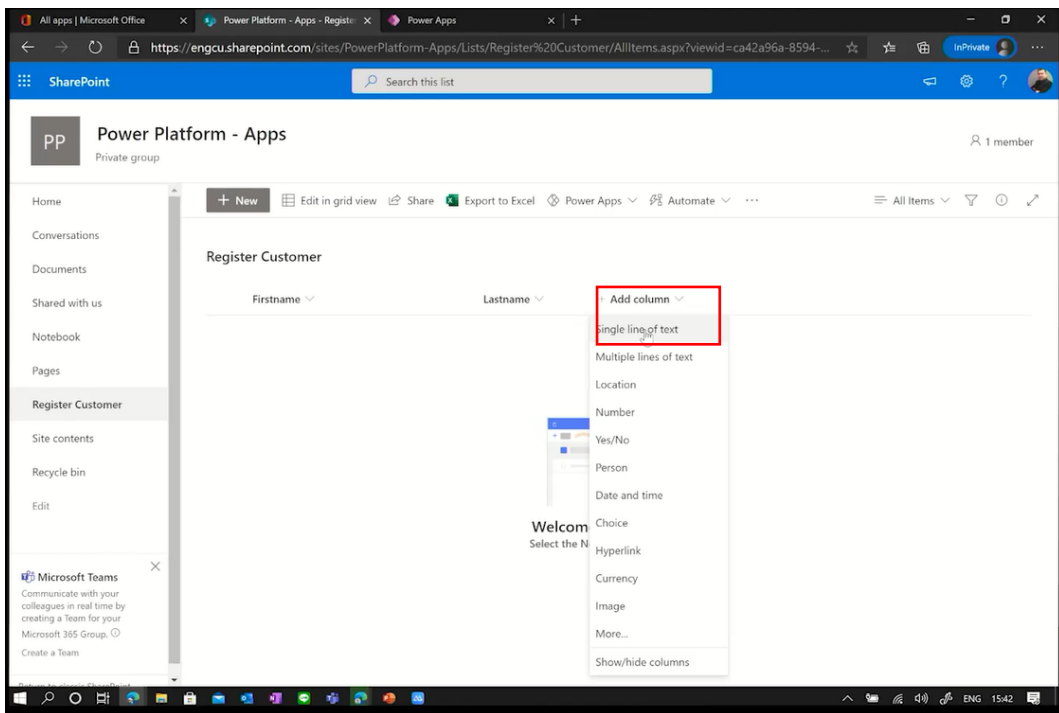 All apps | Microsoft Office
Power Platform - Apps - Registe
Power Apps
https://engcu.sharepoint.com/sites/PowerPlatform-Apps/Lists/Register%20Customer/AllItems.aspx?viewid=ca42a96a-8594-...
InPrivate
SharePoint
Search this list
PP
Power Platform - Apps
Private group
1 member
Home
Conversations
Documents
Shared with us
Notebook
Pages
Register Customer
Site contents
Recycle bin
Edit
+ New
Edit in grid view
Share
Export to Excel
Power Apps
Automate
...
All Items
Register Customer
Firstname
Lastname
Add column
Single line of text
Multiple lines of text
Location
Number
Yes/No
Person
Date and time
Choice
Hyperlink
Currency
Image
More...
Show/hide columns
Welcom
Select the N
Microsoft Teams
Communicate with your
colleagues in real time by
creating a Team for your
Microsoft 365 Group.
Create a Team
Return to classic SharePoint
ENG
15:42